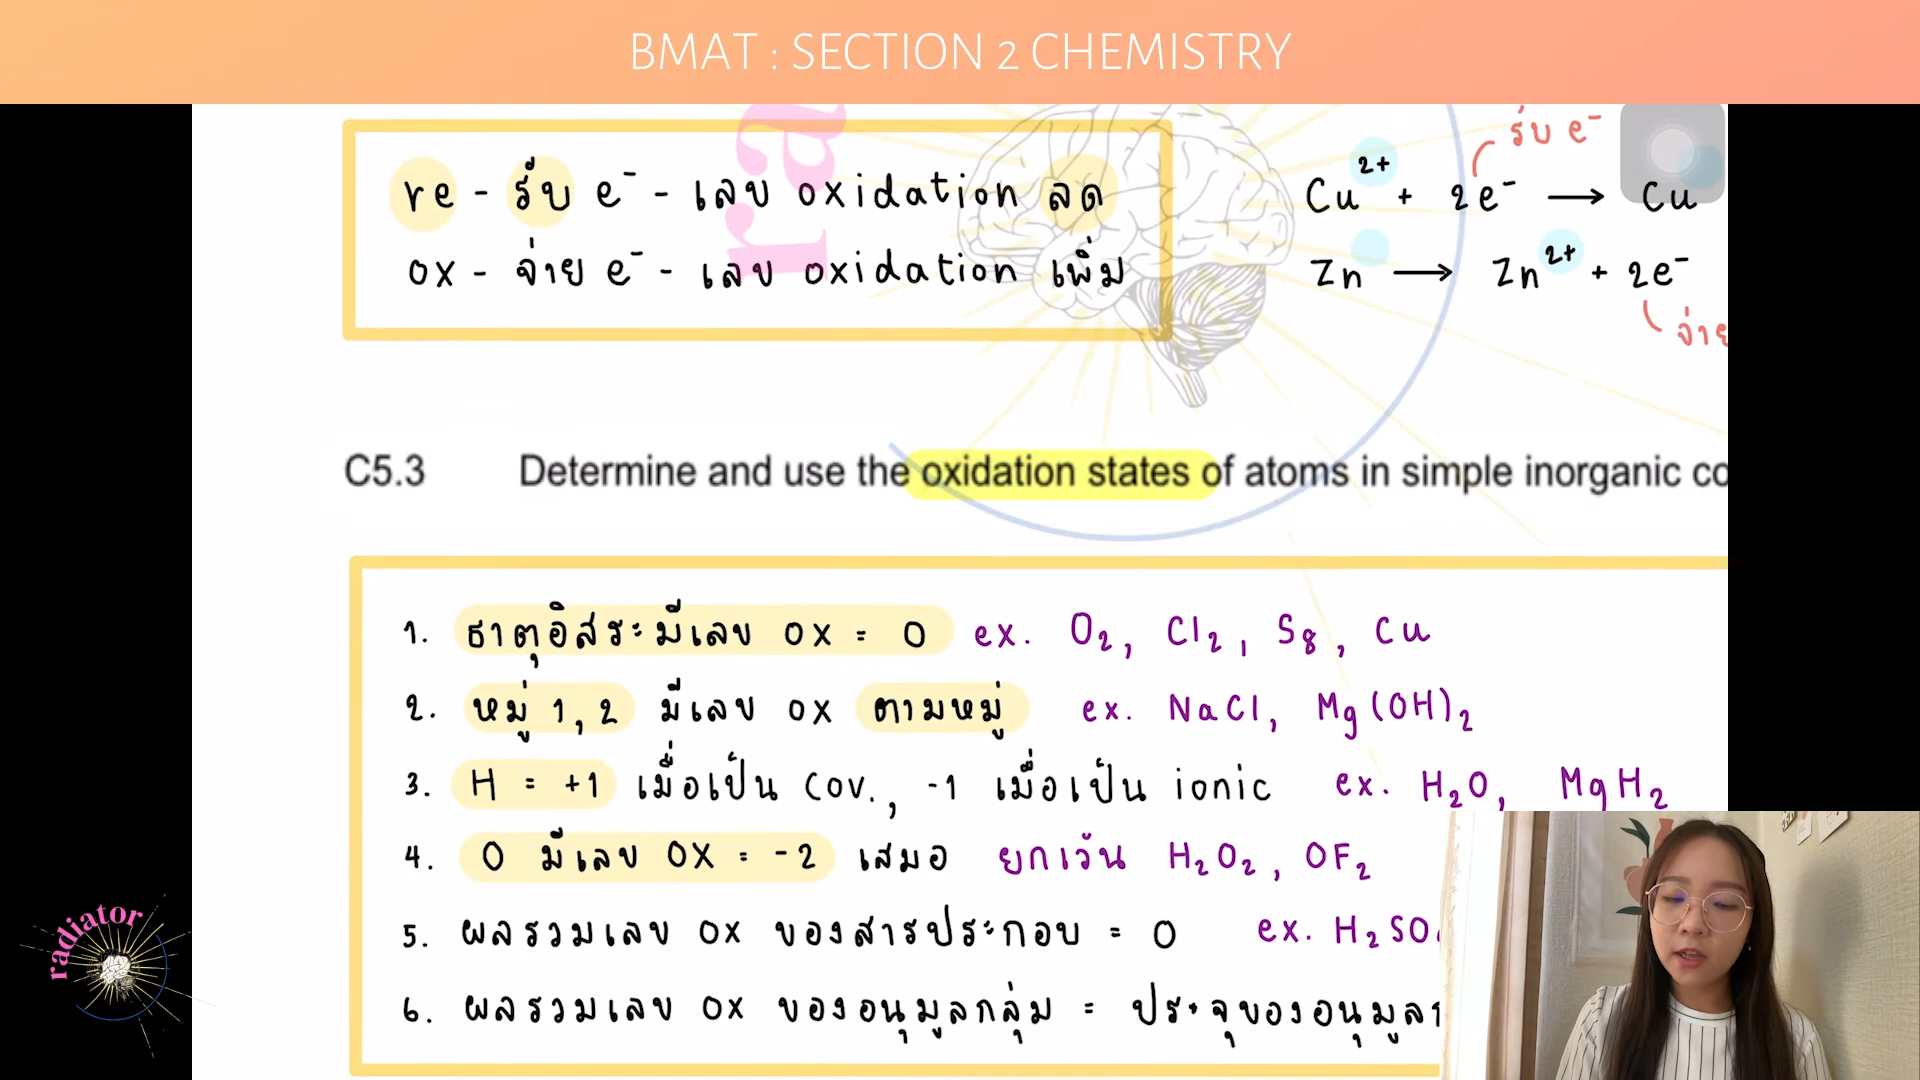 BMAT : SECTION 2 CHEMISTRY
ra
re - รับ e⁻ - เลข oxidation ลด
ox - จ่าย e⁻ - เลข oxidation เพิ่ม
รับ e⁻
Cu²⁺ + 2e⁻ → Cu
Zn → Zn²⁺ + 2e⁻
จ่าย
C5.3 Determine and use the oxidation states of atoms in simple inorganic co
1. ธาตุอิสระมีเลข ox = 0 ex. O₂, Cl₂, S₈, Cu
2. หมู่ 1, 2 มีเลข ox ตามหมู่ ex. NaCl, Mg(OH)₂
3. H = +1 เมื่อเป็น cov., -1 เมื่อเป็น ionic ex. H₂O, MgH₂
4. O มีเลข OX = -2 เสมอ ยกเว้น H₂O₂, OF₂
5. ผลรวมเลข ox ของสารประกอบ = 0 ex. H₂SO
6. ผลรวมเลข ox ของอนุมูลกลุ่ม = ประจุของอนุมูลก
radiator